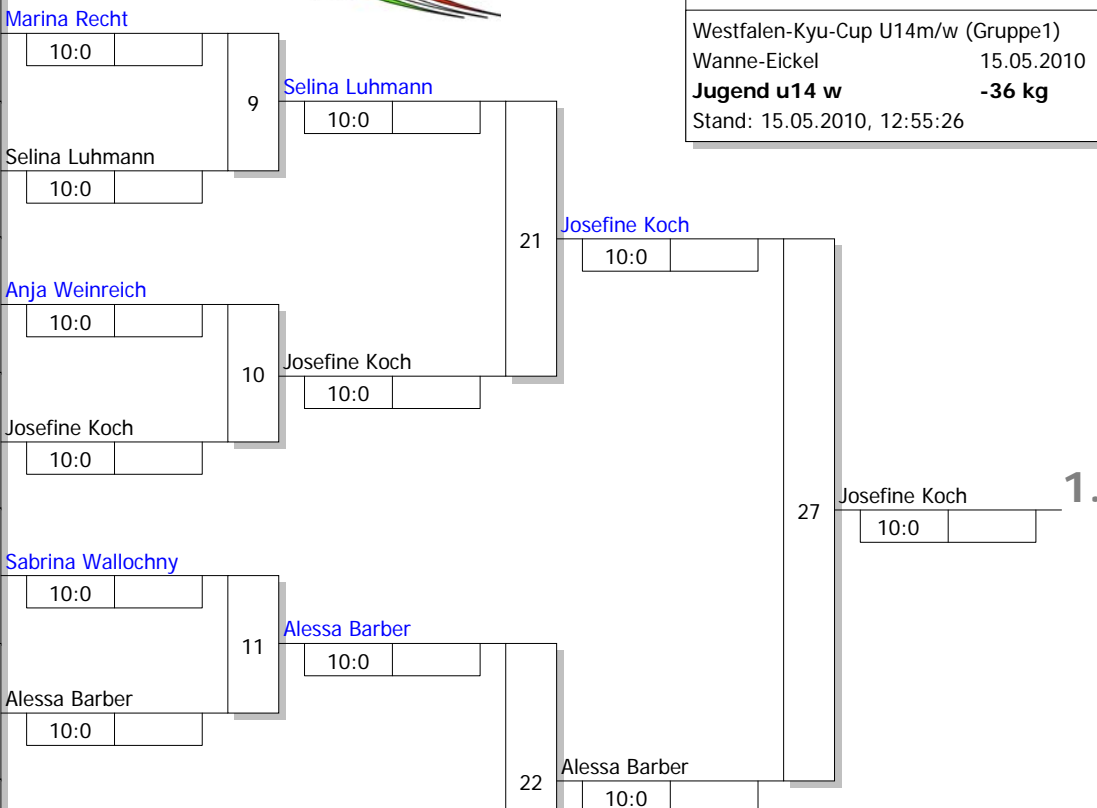 Westfalen-Kyu-Cup U14m/w (Gruppe1)
Wanne-Eickel 15.05.2010
Jugend u14 w -36 kg
Stand: 15.05.2010, 12:55:26
Marina Recht
10:0
9
Selina Luhmann
10:0
Selina Luhmann
10:0
21
Josefine Koch
10:0
Anja Weinreich
10:0
10
Josefine Koch
10:0
Josefine Koch
10:0
27
Josefine Koch
10:0
1.
Sabrina Wallochny
10:0
11
Alessa Barber
10:0
Alessa Barber
10:0
22
Alessa Barber
10:0